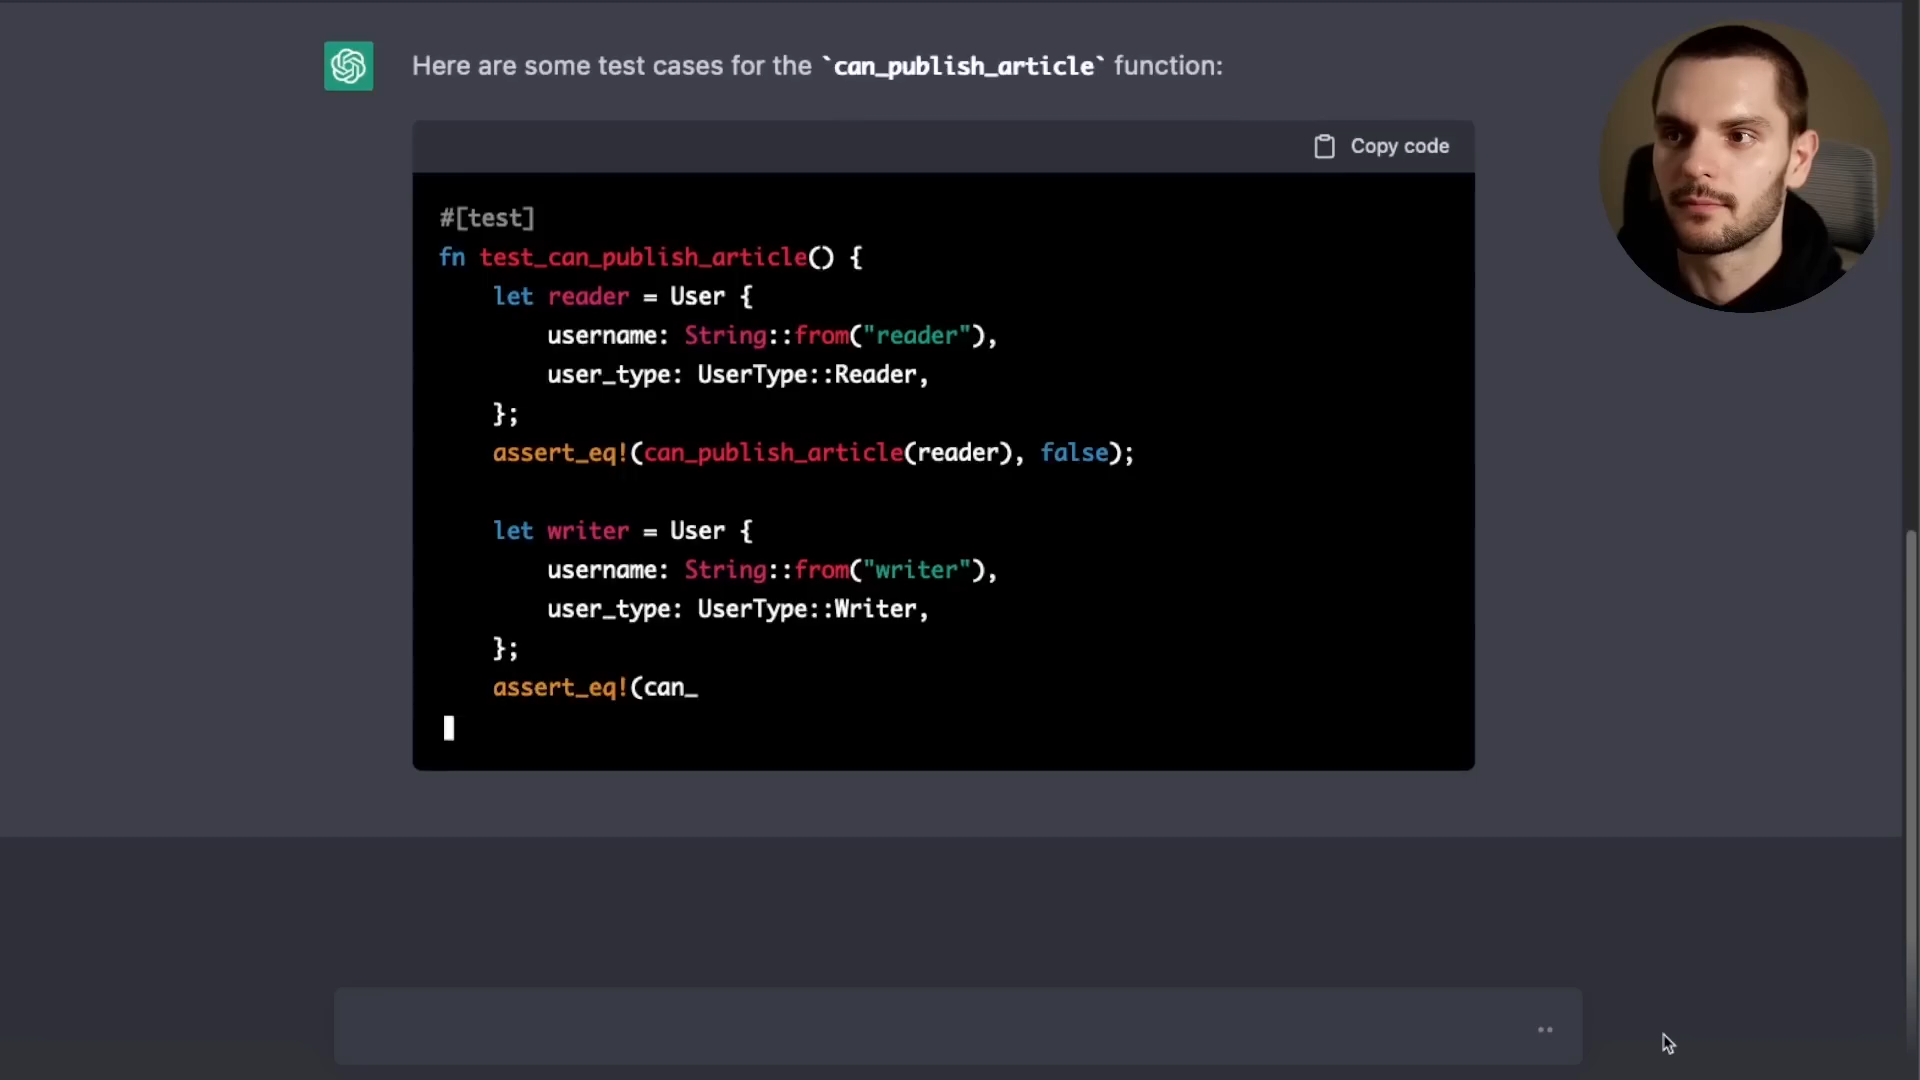 Here are some test cases for the `can_publish_article` function:
Copy code
#[test]
fn test_can_publish_article() {
    let reader = User {
        username: String::from("reader"),
        user_type: UserType::Reader,
    };
    assert_eq!(can_publish_article(reader), false);
    let writer = User {
        username: String::from("writer"),
        user_type: UserType::Writer,
    };
    assert_eq!(can_